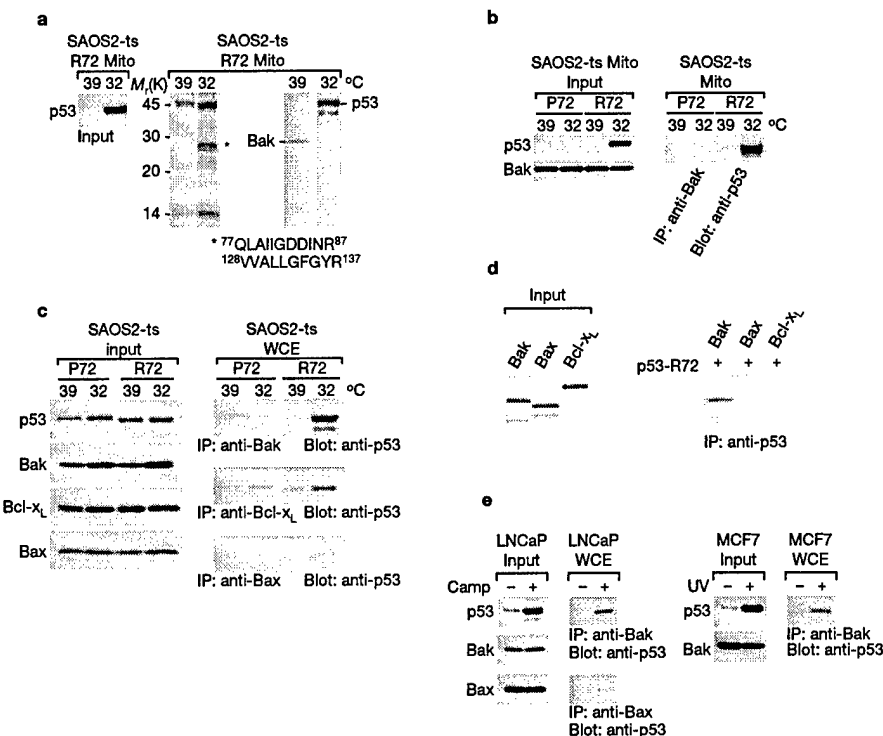 a
SAOS2-ts
R72 Mito
39 32
p53
Input
SAOS2-ts
R72 Mito
Mr(K) 39 32 39 32 ºC
45
30
20
14
*
Bak
p53
* 77QLAIIGDDINR87
128VVALLGFGYR137
b
SAOS2-ts Mito
Input
P72 R72
39 32 39 32
p53
Bak
SAOS2-ts
Mito
P72 R72
39 32 39 32 ºC
IP: anti-Bak
Blot: anti-p53
c
SAOS2-ts
input
P72 R72
39 32 39 32
p53
Bak
Bcl-xL
Bax
SAOS2-ts
WCE
P72 R72
39 32 39 32 ºC
IP: anti-Bak Blot: anti-p53
IP: anti-Bcl-xL Blot: anti-p53
IP: anti-Bax Blot: anti-p53
d
Input
Bak Bax Bcl-xL
Bak Bax Bcl-xL
p53-R72 + + +
IP: anti-p53
e
LNCaP
Input
Camp − +
p53
Bak
Bax
LNCaP
WCE
− +
IP: anti-Bak
Blot: anti-p53
IP: anti-Bax
Blot: anti-p53
MCF7
Input
UV − +
p53
Bak
MCF7
WCE
− +
IP: anti-Bak
Blot: anti-p53